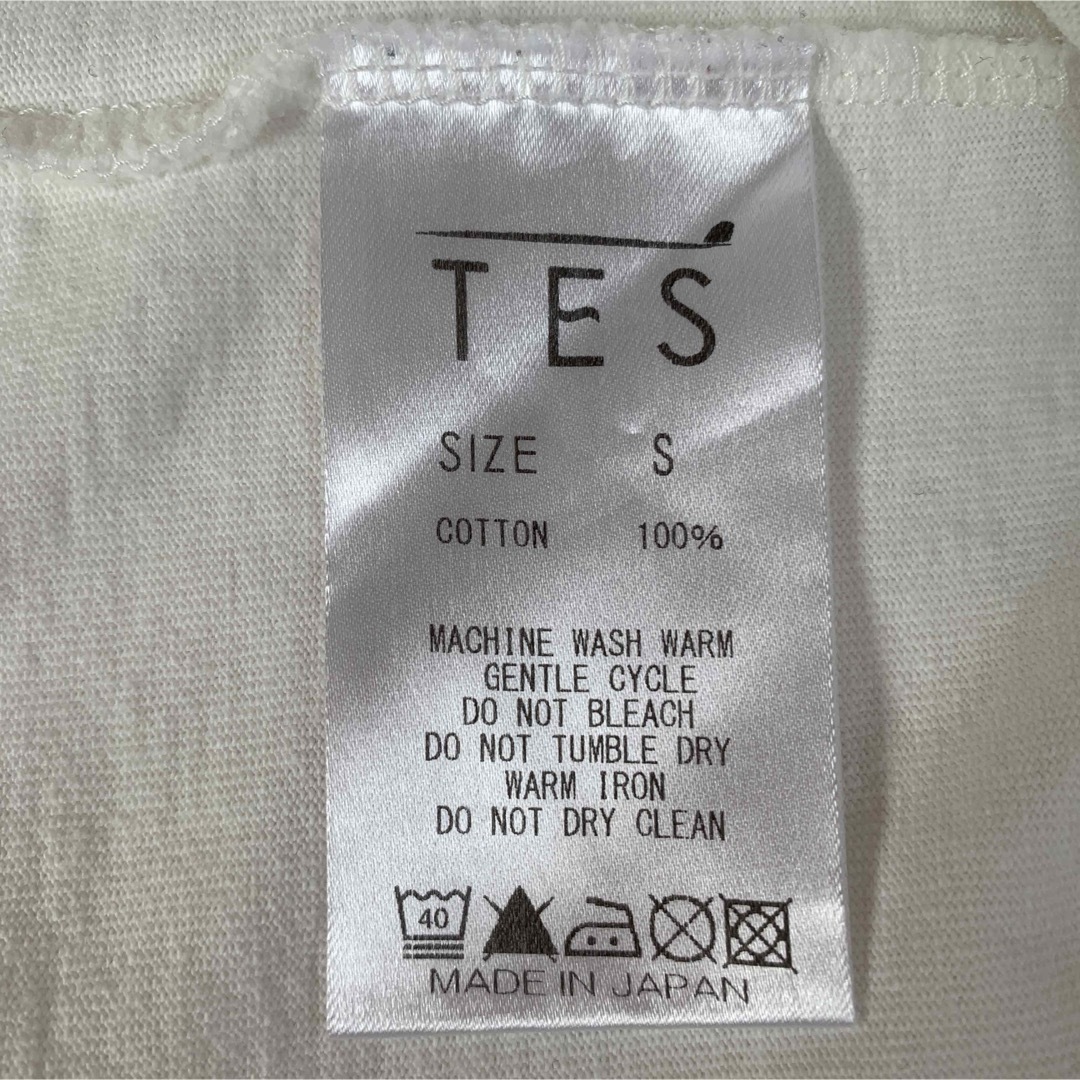 TES
SIZE S
COTTON 100%
MACHINE WASH WARM
GENTLE CYCLE
DO NOT BLEACH
DO NOT TUMBLE DRY
WARM IRON
DO NOT DRY CLEAN
40
MADE IN JAPAN